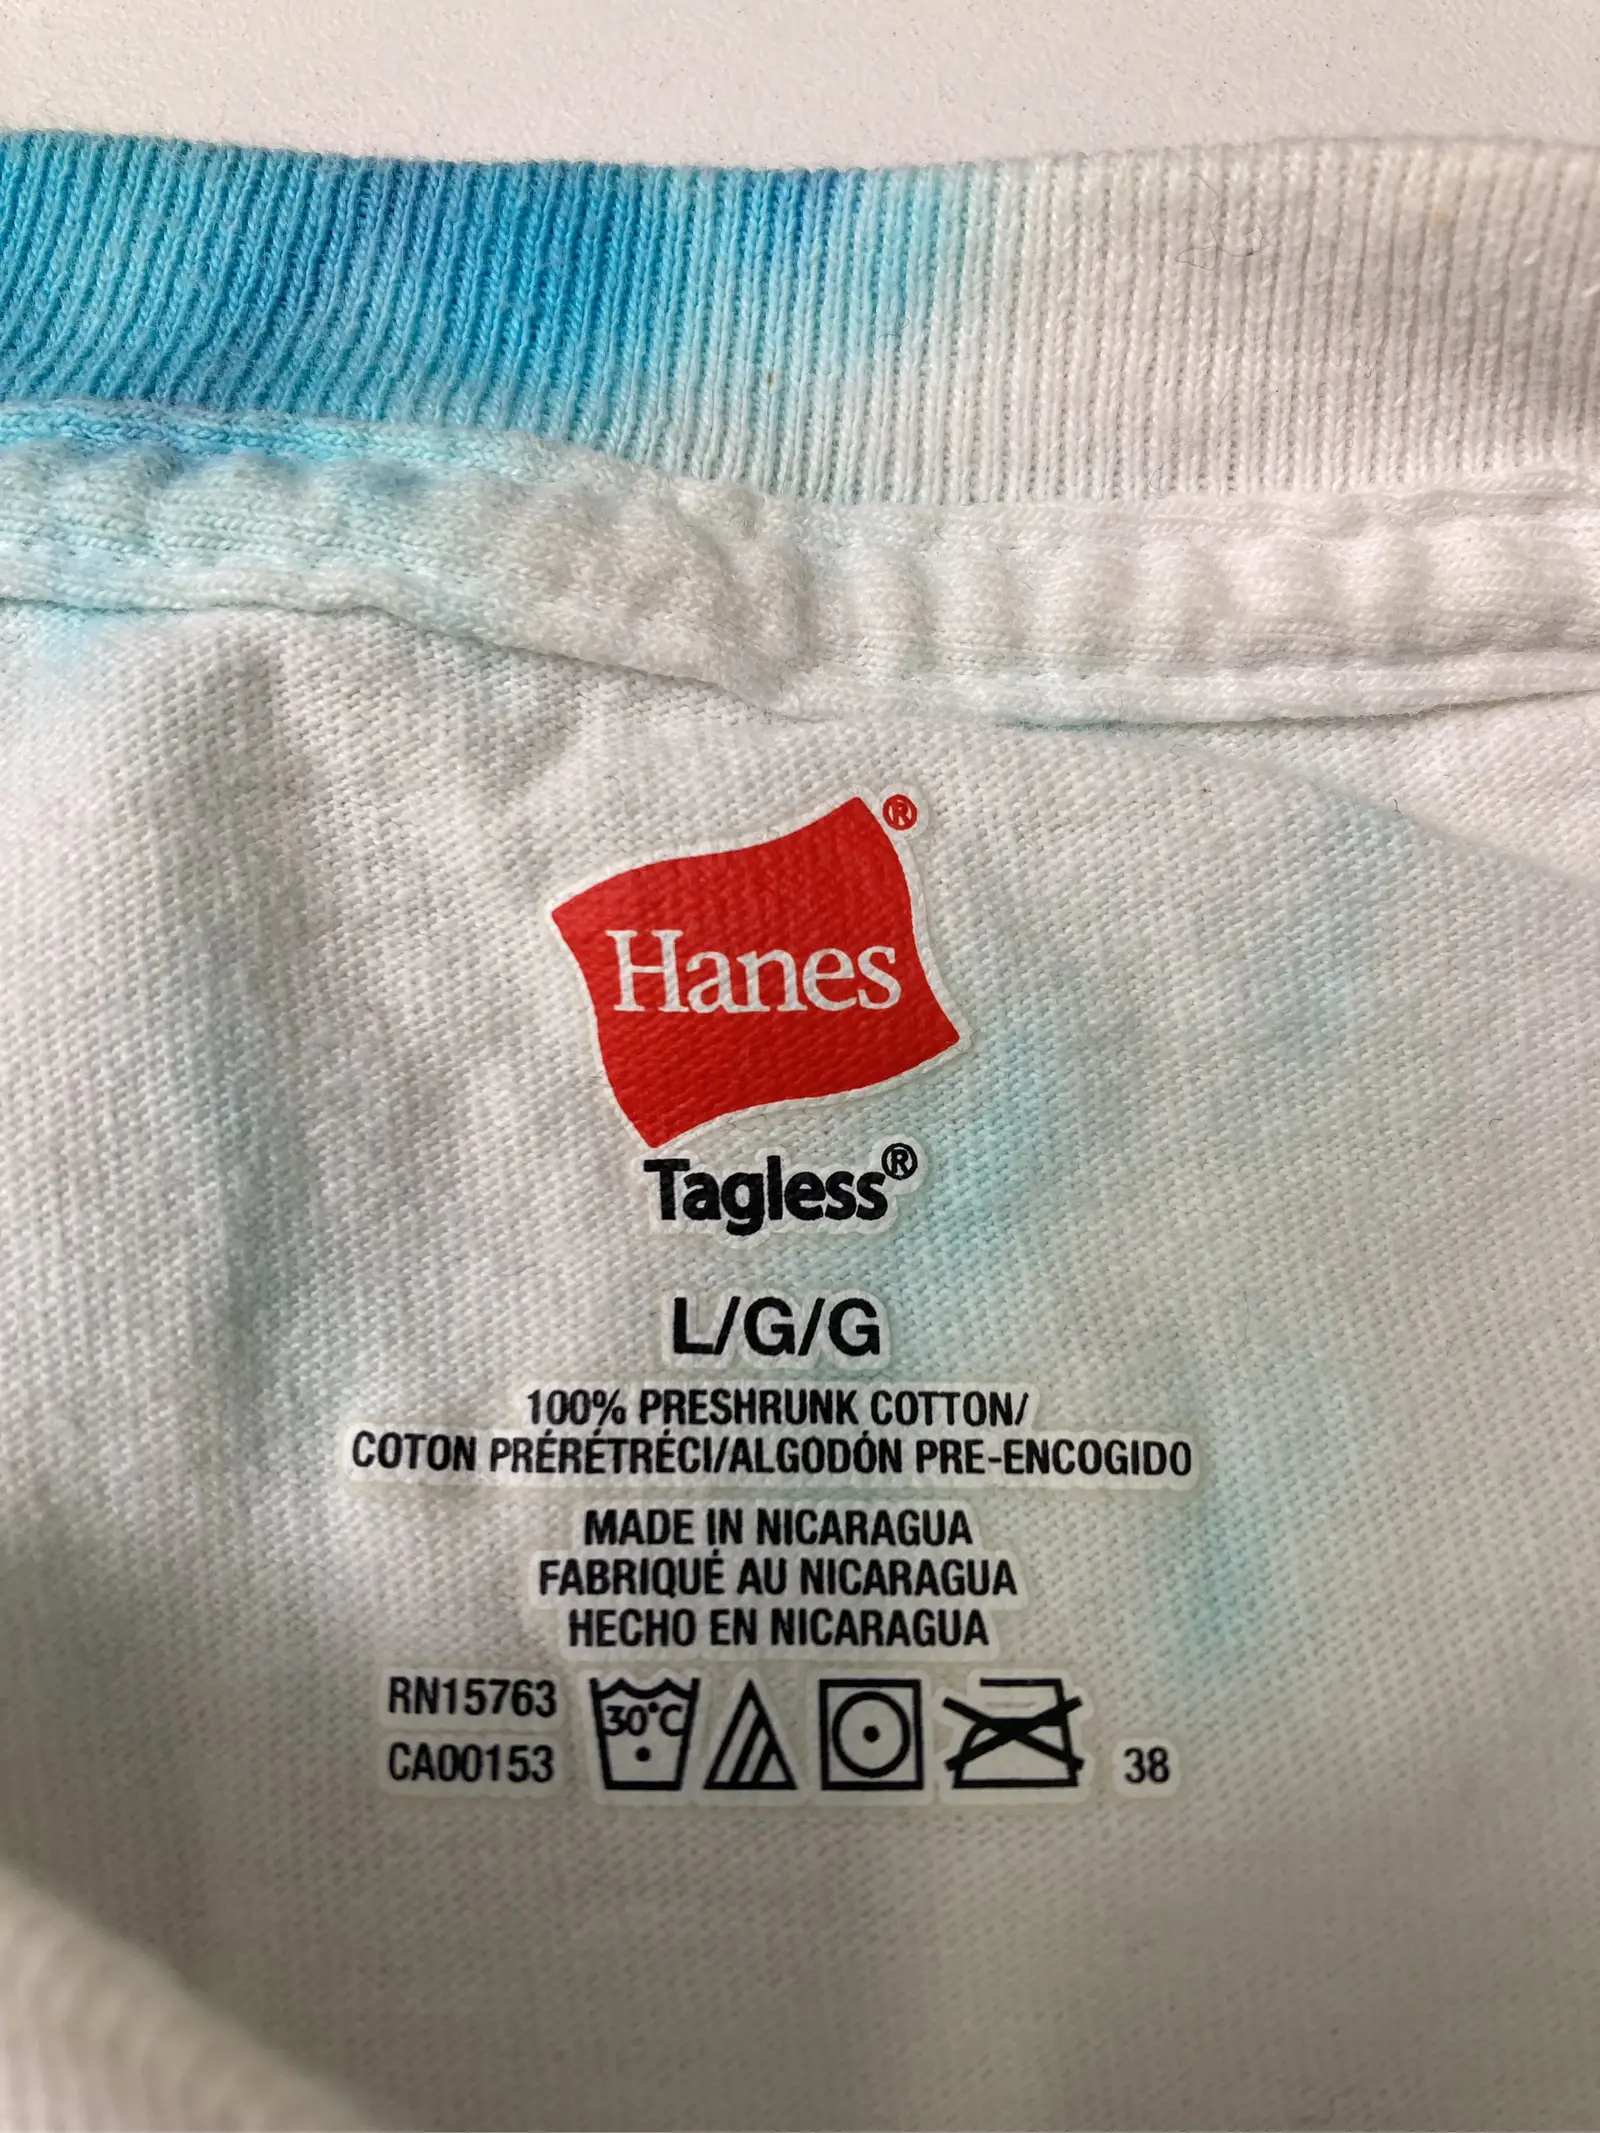 Hanes®
Tagless®
L/G/G
100% PRESHRUNK COTTON/
COTON PRÉRÉTRÉCI/ALGODÓN PRE-ENCOGIDO
MADE IN NICARAGUA
FABRIQUÉ AU NICARAGUA
HECHO EN NICARAGUA
RN15763
CA00153
30°C
38